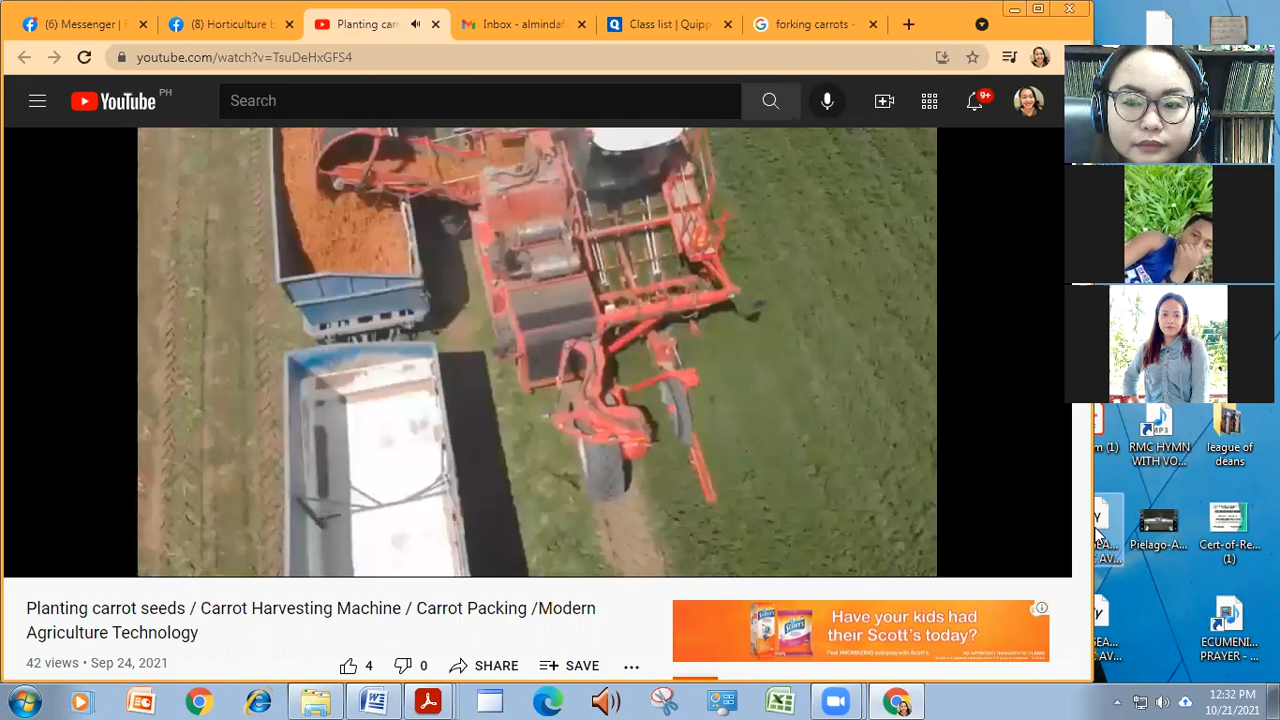 (6) Messenger |
(8) Horticulture b
Planting car
Inbox - almindaf
Class list | Quipp
forking carrots -
youtube.com/watch?v=TsuDeHxGFS4
YouTube PH
Search
9+
Planting carrot seeds / Carrot Harvesting Machine / Carrot Packing /Modern
Agriculture Technology
42 views • Sep 24, 2021
4
0
SHARE
SAVE
Scott's
Have your kids had
their Scott's today?
RMC HYMN
WITH VO...
league of
deans
Pielago-A...
Cert-of-Re...
(1)
ECUMENI...
PRAYER - ...
12:32 PM
10/21/2021